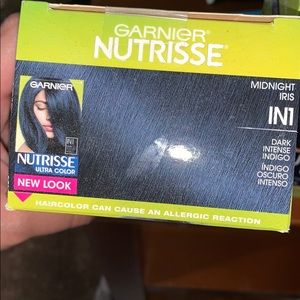 GARNIER®
NUTRISSE®
MIDNIGHT
IRIS
IN1
DARK
INTENSE
INDIGO
ÍNDIGO
OSCURO
INTENSO
GARNIER
IN1
NUTRISSE
ULTRA COLOR
NEW LOOK
HAIRCOLOR CAN CAUSE AN ALLERGIC REACTION